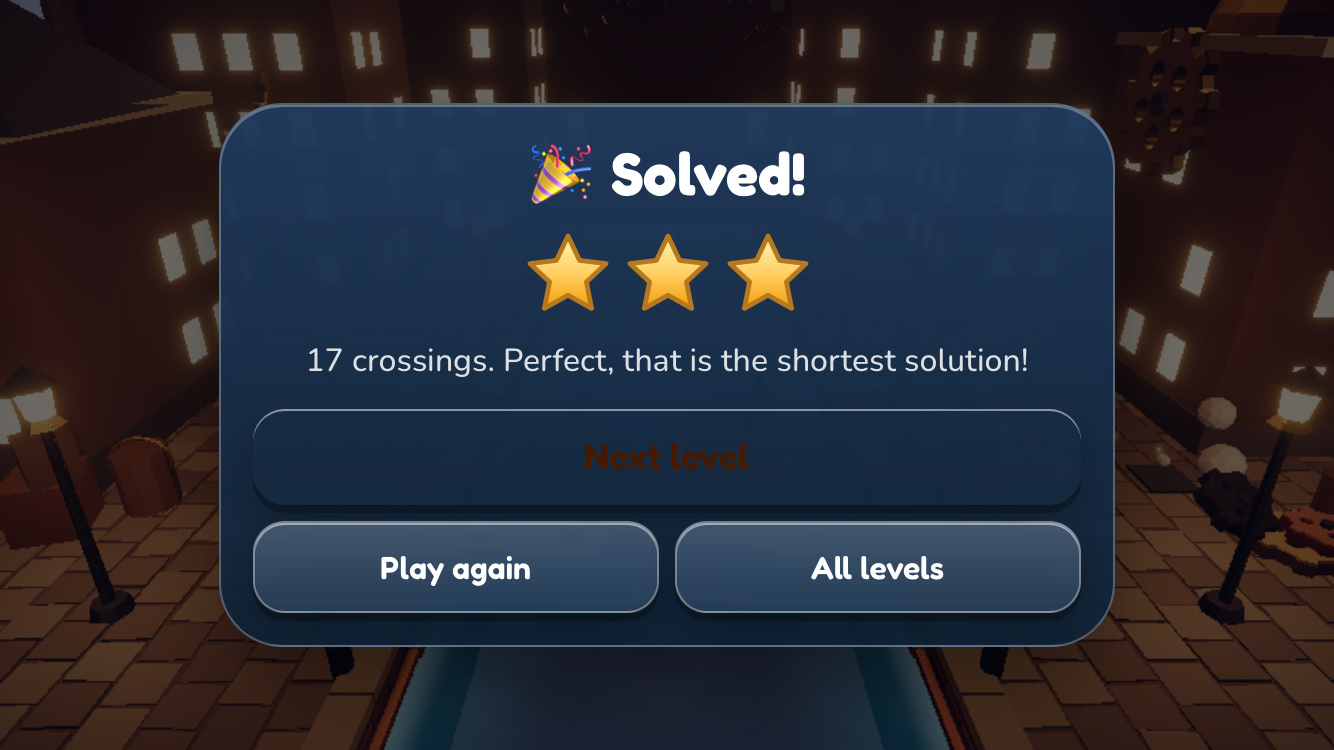 🎉 Solved!
17 crossings. Perfect, that is the shortest solution!
Next level
Play again
All levels